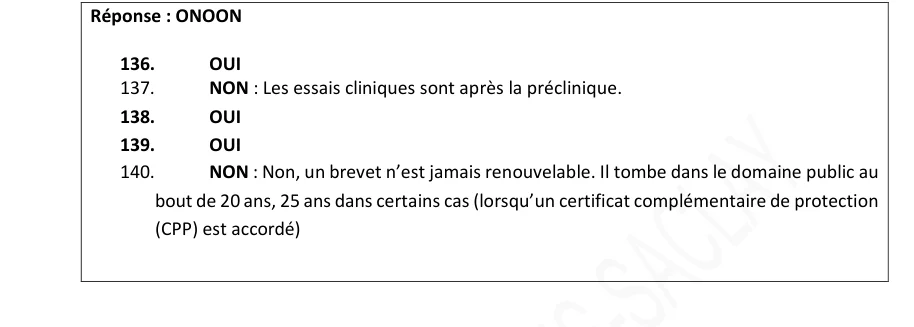 Réponse : ONOON
136. OUI
137. NON : Les essais cliniques sont après la préclinique.
138. OUI
139. OUI
140. NON : Non, un brevet n’est jamais renouvelable. Il tombe dans le domaine public au
bout de 20 ans, 25 ans dans certains cas (lorsqu’un certificat complémentaire de protection
(CPP) est accordé)
S-SACLAY